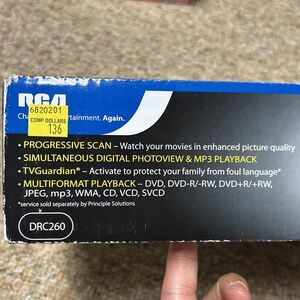 RCA
6820201
COMP DOLLARS
136
Cha tainment. Again.
• PROGRESSIVE SCAN – Watch your movies in enhanced picture quality
• SIMULTANEOUS DIGITAL PHOTOVIEW & MP3 PLAYBACK
• TVGuardian* – Activate to protect your family from foul language*
• MULTIFORMAT PLAYBACK – DVD, DVD-R/-RW, DVD+R/+RW,
JPEG, mp3, WMA, CD, VCD, SVCD
*service sold separately by Principle Solutions
DRC260